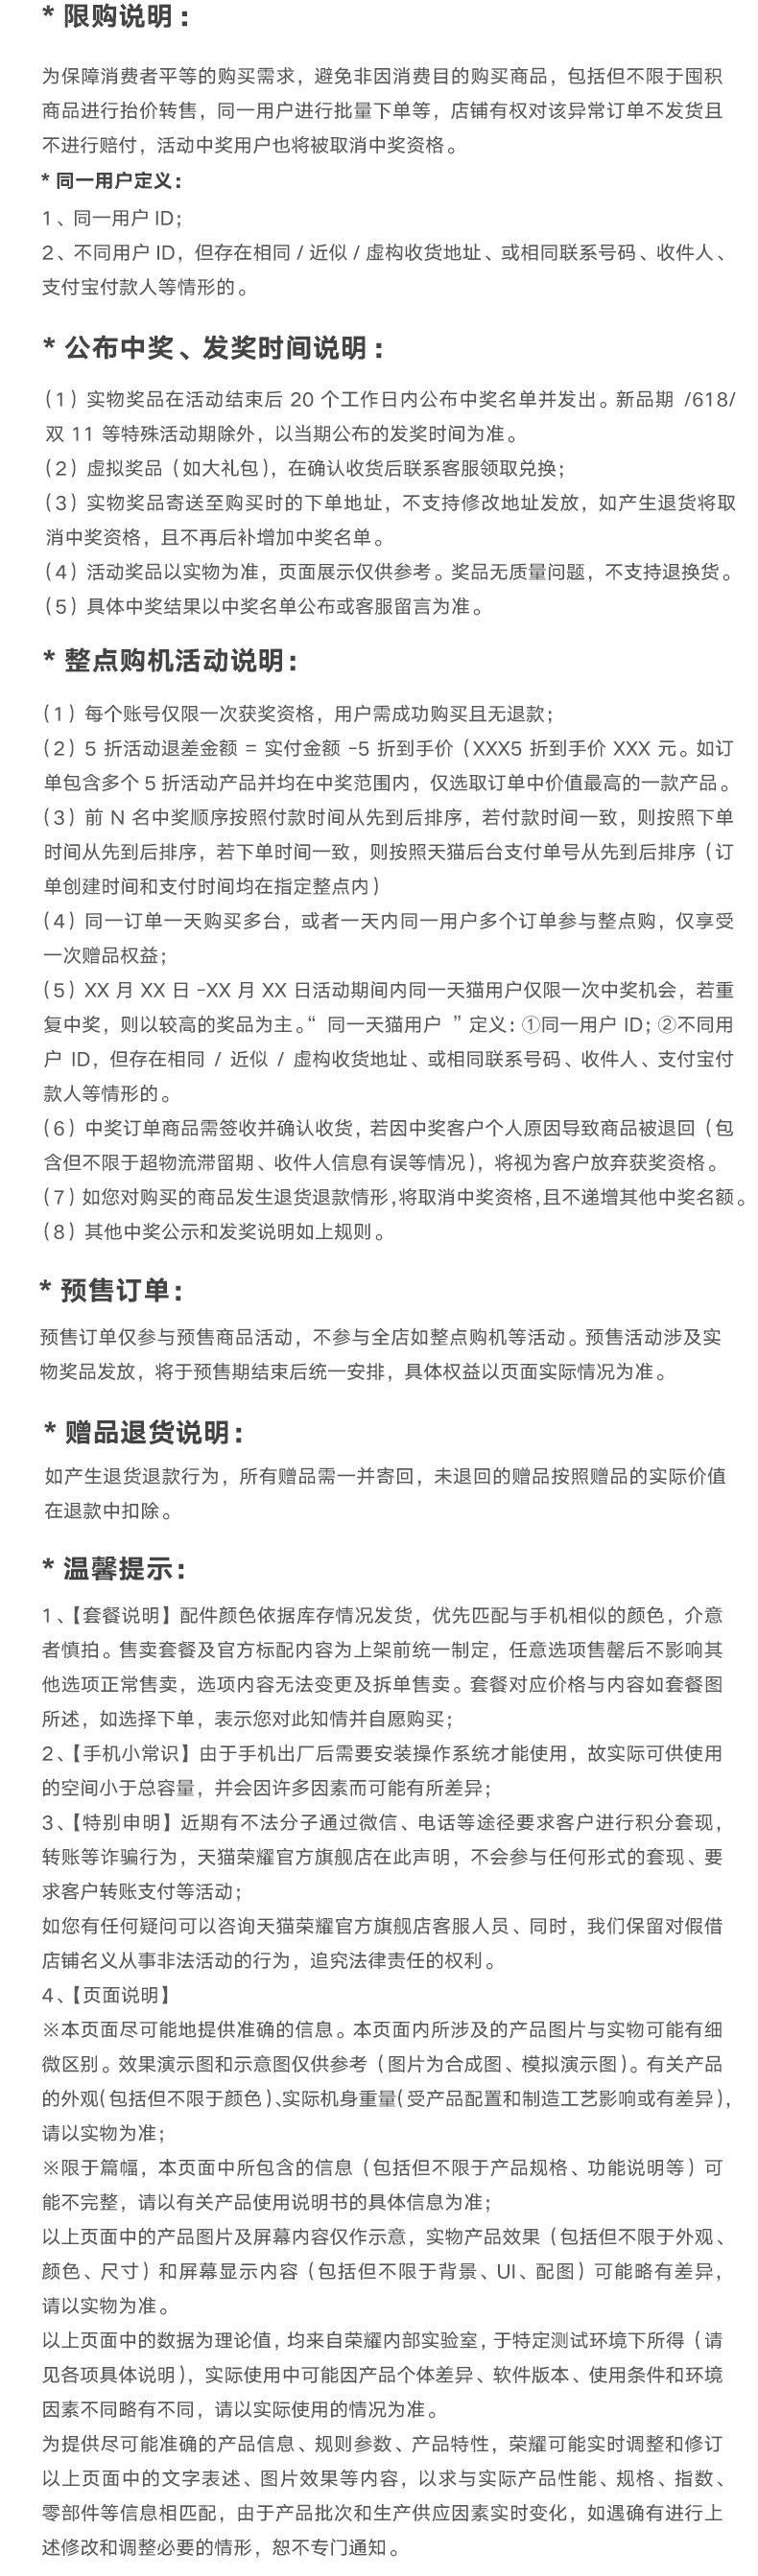 * 限购说明：
为保障消费者平等的购买需求，避免非因消费目的购买商品，包括但不限于囤积
商品进行抬价转售，同一用户进行批量下单等，店铺有权对该异常订单不发货且
不进行赔付，活动中奖用户也将被取消中奖资格。
* 同一用户定义：
1、同一用户 ID；
2、不同用户 ID，但存在相同 / 近似 / 虚构收货地址、或相同联系号码、收件人、
支付宝付款人等情形的。
* 公布中奖、发奖时间说明：
（1）实物奖品在活动结束后 20 个工作日内公布中奖名单并发出。新品期 /618/
双 11 等特殊活动期除外，以当期公布的发奖时间为准。
（2）虚拟奖品（如大礼包），在确认收货后联系客服领取兑换；
（3）实物奖品寄送至购买时的下单地址，不支持修改地址发放，如产生退货将取
消中奖资格，且不再后补增加中奖名单。
（4）活动奖品以实物为准，页面展示仅供参考。奖品无质量问题，不支持退换货。
（5）具体中奖结果以中奖名单公布或客服留言为准。
* 整点购机活动说明：
（1）每个账号仅限一次获奖资格，用户需成功购买且无退款；
（2）5 折活动退差金额 = 实付金额 -5 折到手价（XXX5 折到手价 XXX 元。如订
单包含多个 5 折活动产品并均在中奖范围内，仅选取订单中价值最高的一款产品。
（3）前 N 名中奖顺序按照付款时间从先到后排序，若付款时间一致，则按照下单
时间从先到后排序，若下单时间一致，则按照天猫后台支付单号从先到后排序（订
单创建时间和支付时间均在指定整点内）
（4）同一订单一天购买多台，或者一天内同一用户多个订单参与整点购，仅享受
一次赠品权益；
（5）XX 月 XX 日 -XX 月 XX 日活动期间内同一天猫用户仅限一次中奖机会，若重
复中奖，则以较高的奖品为主。“ 同一天猫用户 ” 定义：①同一用户 ID；②不同用
户 ID，但存在相同 / 近似 / 虚构收货地址、或相同联系号码、收件人、支付宝付
款人等情形的。
（6）中奖订单商品需签收并确认收货，若因中奖客户个人原因导致商品被退回（包
含但不限于超物流滞留期、收件人信息有误等情况），将视为客户放弃获奖资格。
（7）如您对购买的商品发生退货退款情形,将取消中奖资格,且不递增其他中奖名额。
（8）其他中奖公示和发奖说明如上规则。
* 预售订单：
预售订单仅参与预售商品活动，不参与全店如整点购机等活动。预售活动涉及实
物奖品发放，将于预售期结束后统一安排，具体权益以页面实际情况为准。
* 赠品退货说明：
如产生退货退款行为，所有赠品需一并寄回，未退回的赠品按照赠品的实际价值
在退款中扣除。
* 温馨提示：
1、【套餐说明】配件颜色依据库存情况发货，优先匹配与手机相似的颜色，介意
者慎拍。售卖套餐及官方标配内容为上架前统一制定，任意选项售罄后不影响其
他选项正常售卖，选项内容无法变更及拆单售卖。套餐对应价格与内容如套餐图
所述，如选择下单，表示您对此知情并自愿购买；
2、【手机小常识】由于手机出厂后需要安装操作系统才能使用，故实际可供使用
的空间小于总容量，并会因许多因素而可能有所差异；
3、【特别申明】近期有不法分子通过微信、电话等途径要求客户进行积分套现，
转账等诈骗行为，天猫荣耀官方旗舰店在此声明，不会参与任何形式的套现、要
求客户转账支付等活动；
如您有任何疑问可以咨询天猫荣耀官方旗舰店客服人员、同时，我们保留对假借
店铺名义从事非法活动的行为，追究法律责任的权利。
4、【页面说明】
※本页面尽可能地提供准确的信息。本页面内所涉及的产品图片与实物可能有细
微区别。效果演示图和示意图仅供参考（图片为合成图、模拟演示图）。有关产品
的外观(包括但不限于颜色)、实际机身重量(受产品配置和制造工艺影响或有差异)，
请以实物为准；
※限于篇幅，本页面中所包含的信息（包括但不限于产品规格、功能说明等）可
能不完整，请以有关产品使用说明书的具体信息为准；
以上页面中的产品图片及屏幕内容仅作示意，实物产品效果（包括但不限于外观、
颜色、尺寸）和屏幕显示内容（包括但不限于背景、UI、配图）可能略有差异，
请以实物为准。
以上页面中的数据为理论值，均来自荣耀内部实验室，于特定测试环境下所得（请
见各项具体说明），实际使用中可能因产品个体差异、软件版本、使用条件和环境
因素不同略有不同，请以实际使用的情况为准。
为提供尽可能准确的产品信息、规则参数、产品特性，荣耀可能实时调整和修订
以上页面中的文字表述、图片效果等内容，以求与实际产品性能、规格、指数、
零部件等信息相匹配，由于产品批次和生产供应因素实时变化，如遇确有进行上
述修改和调整必要的情形，恕不专门通知。